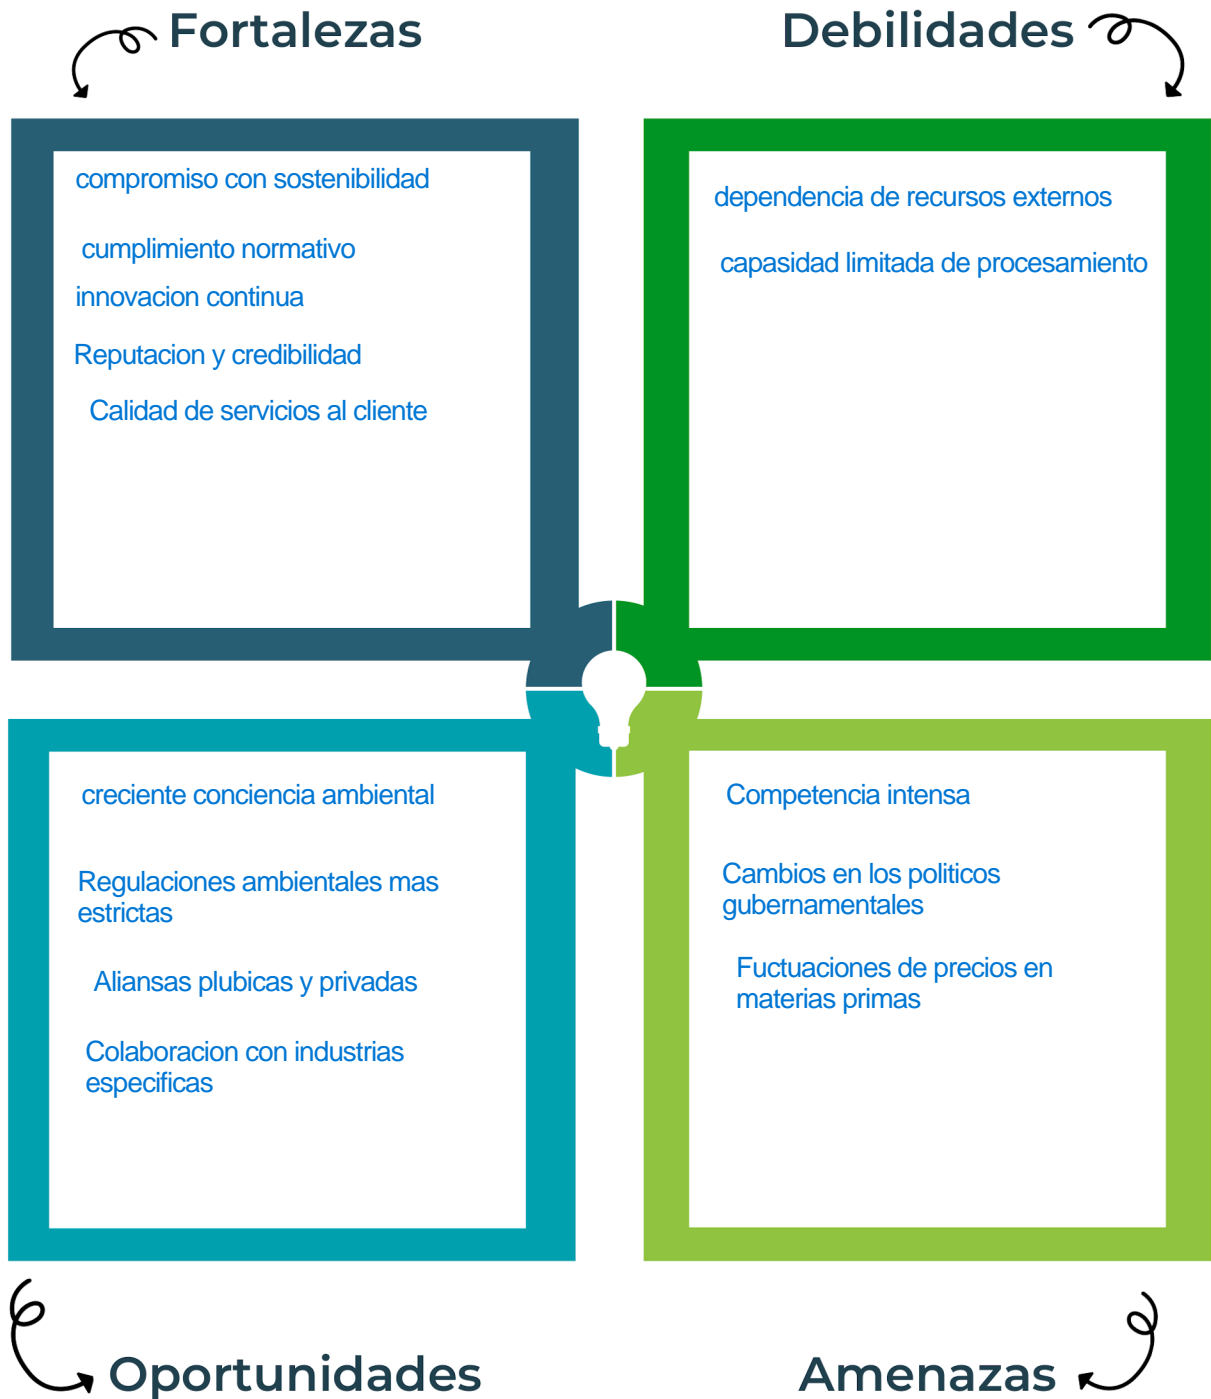 Fortalezas
compromiso con sostenibilidad
cumplimiento normativo
innovacion continua
Reputacion y credibilidad
Calidad de servicios al cliente
Debilidades
dependencia de recursos externos
capasidad limitada de procesamiento
creciente conciencia ambiental
Regulaciones ambientales mas
estrictas
Aliansas plubicas y privadas
Colaboracion con industrias
especificas
Oportunidades
Competencia intensa
Cambios en los politicos
gubernamentales
Fuctuaciones de precios en
materias primas
Amenazas